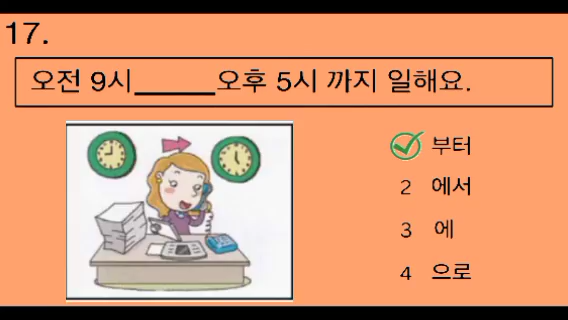 17.
오전 9시_____오후 5시 까지 일해요.
부터
2 에서
3 에
4 으로